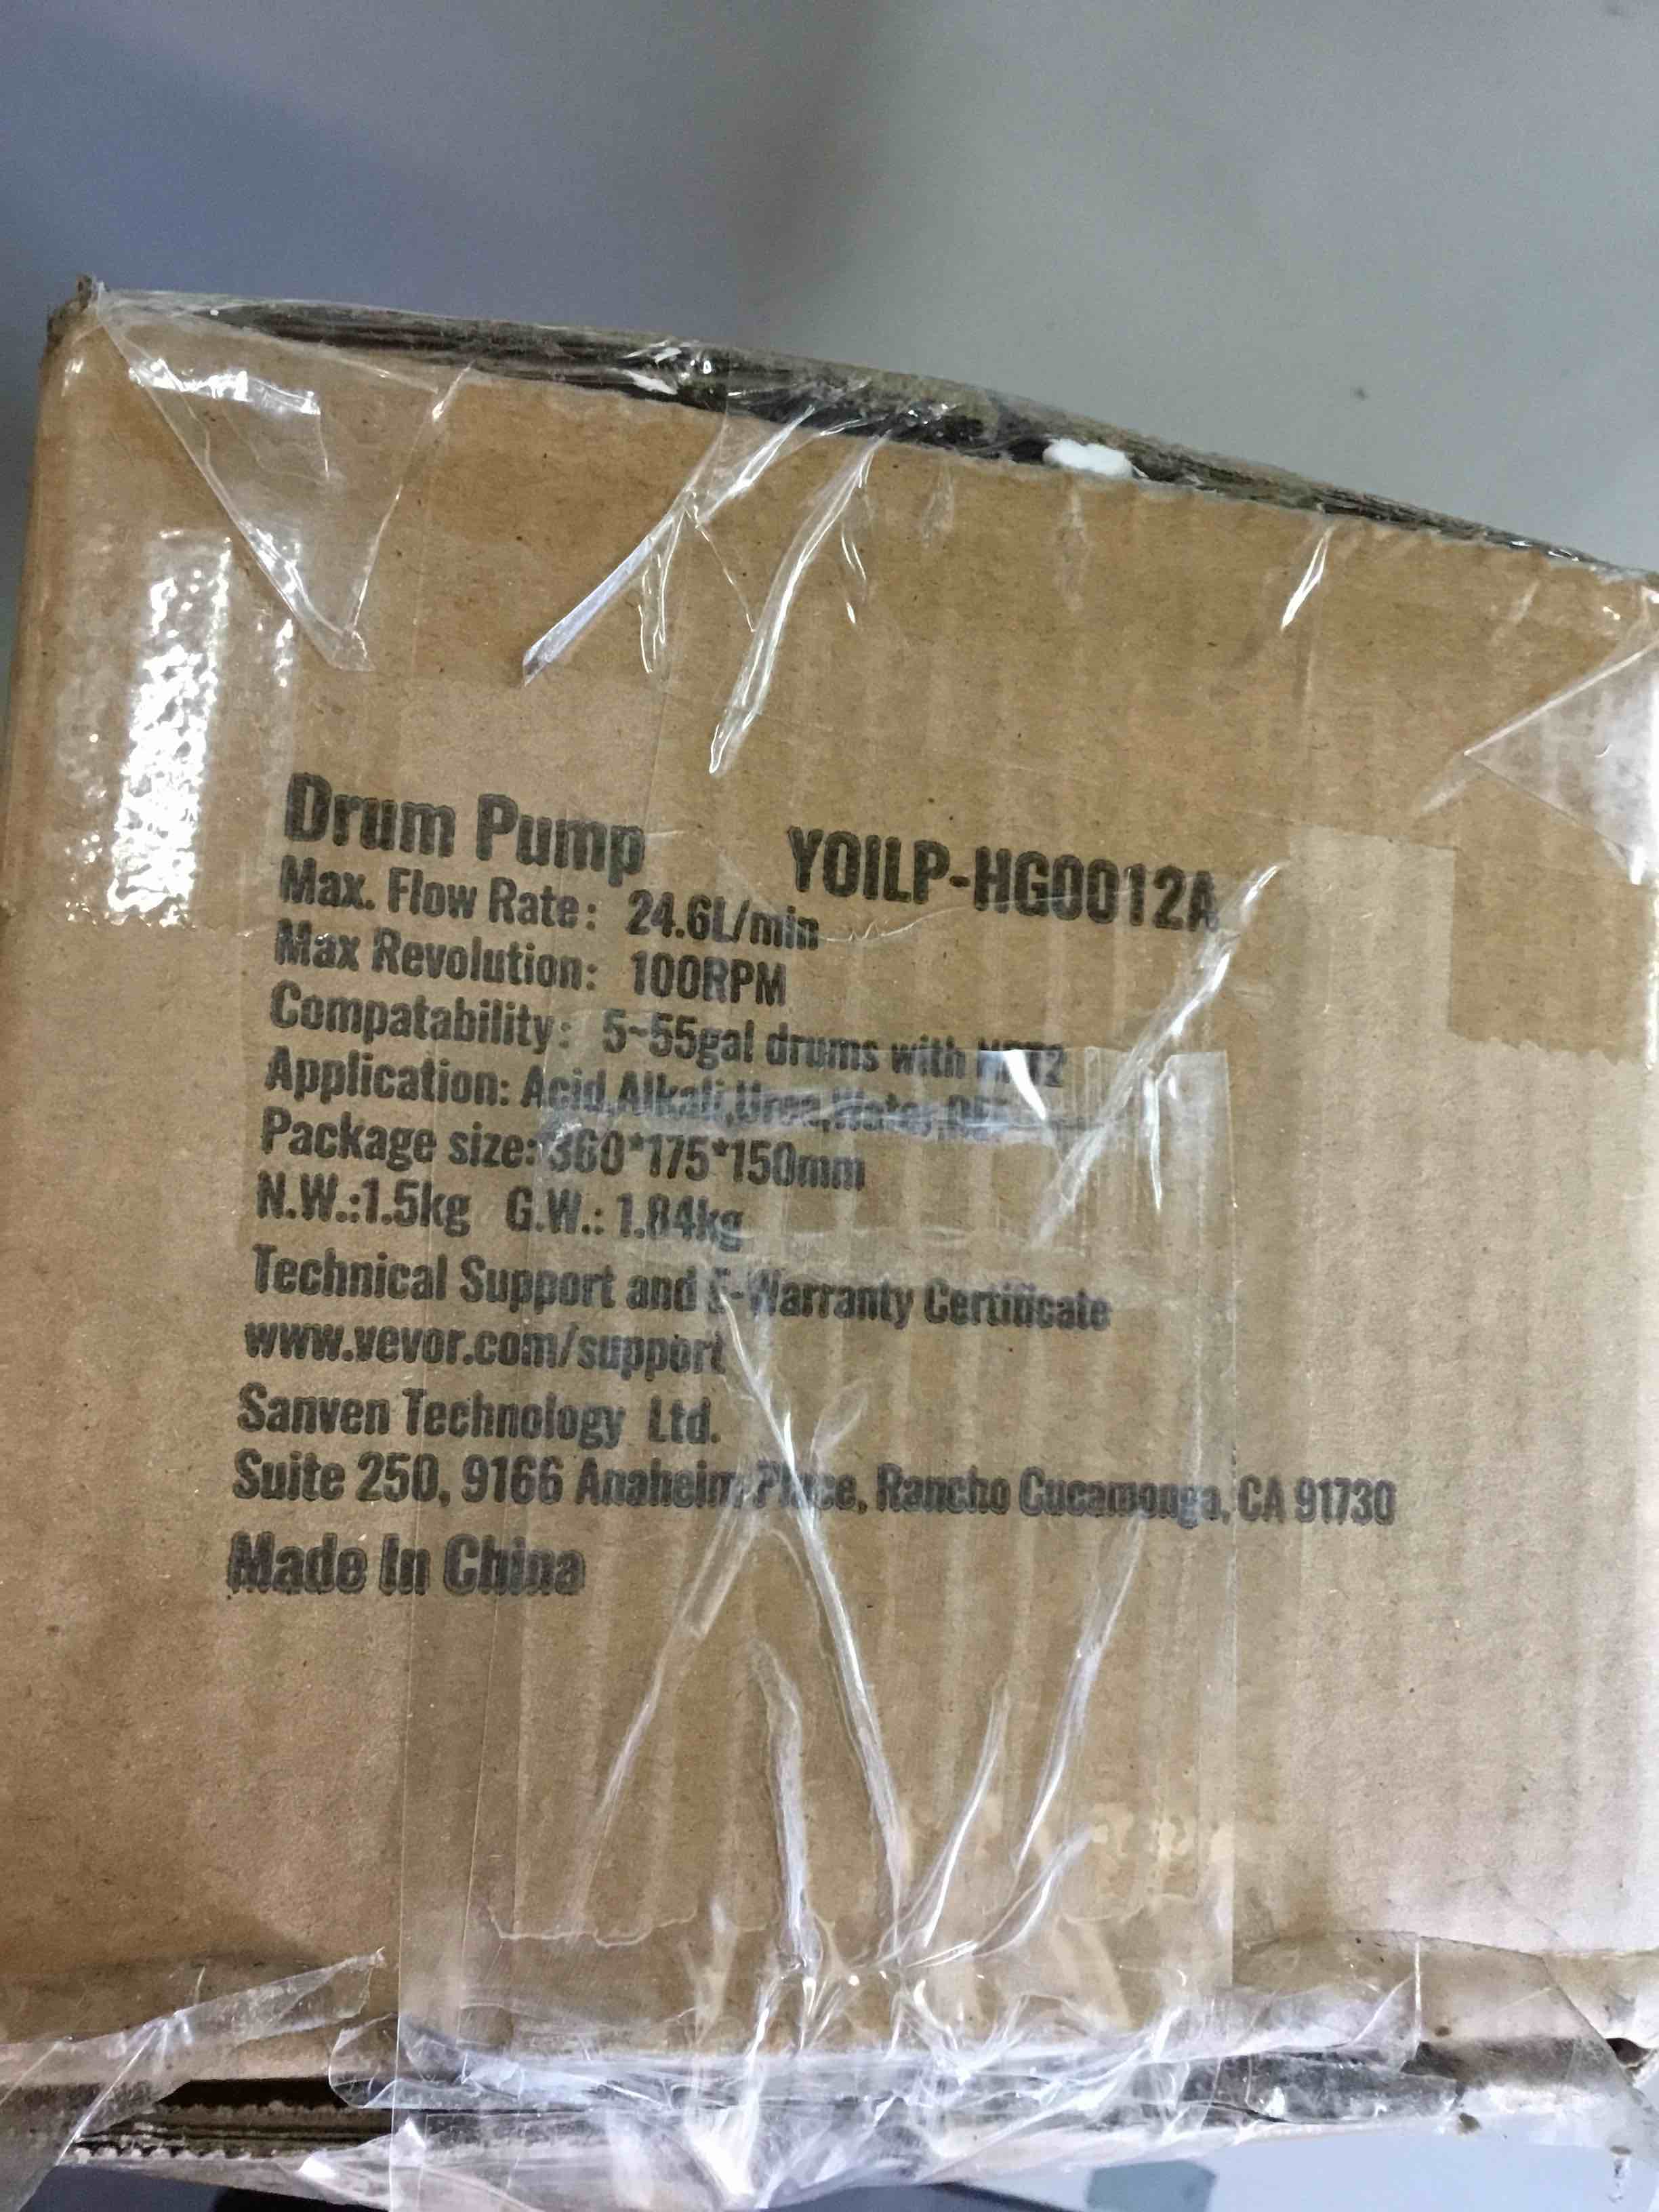 Drum Pump YOILP-HG0012A
Max. Flow Rate: 24.6L/min
Max Revolution: 100RPM
Compatability: 5~55gal drums with NPT2
Application: Acid,Alkali,Urea,Water,DEF
Package size:360*175*150mm
N.W.:1.5kg G.W.: 1.84kg
Technical Support and E-Warranty Certificate
www.vevor.com/support
Sanven Technology Ltd.
Suite 250, 9166 Anaheim Place, Rancho Cucamonga, CA 91730
Made In China